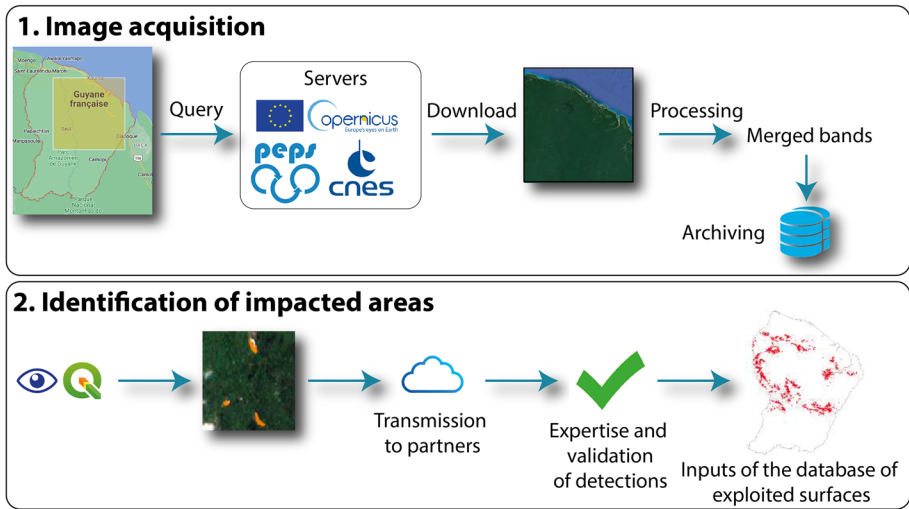 1. Image acquisition
Guyane
française
Query
Servers
Copernicus
Europe's eyes on Earth
peps
cnes
Download
Processing
Merged bands
Archiving
2. Identification of impacted areas
Transmission
to partners
Expertise and
validation
of detections
Inputs of the database of
exploited surfaces